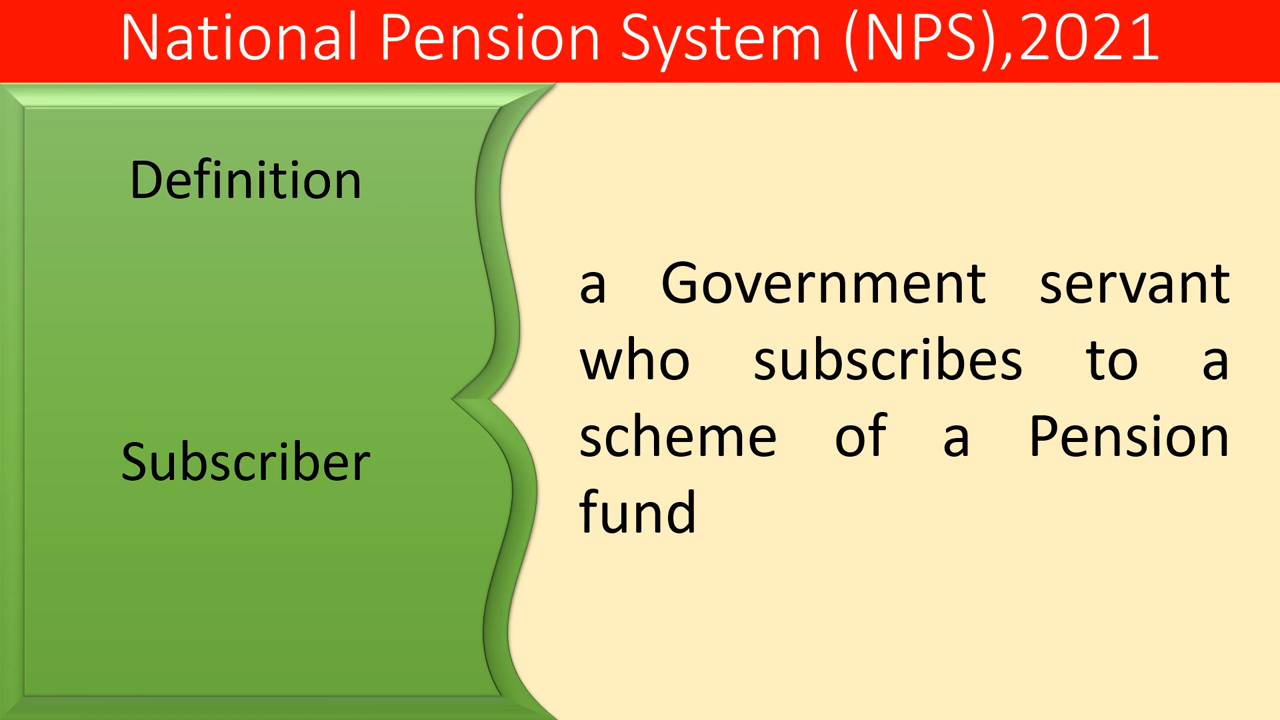 National Pension System (NPS),2021
Definition
Subscriber
a Government servant
who subscribes to a
scheme of a Pension
fund